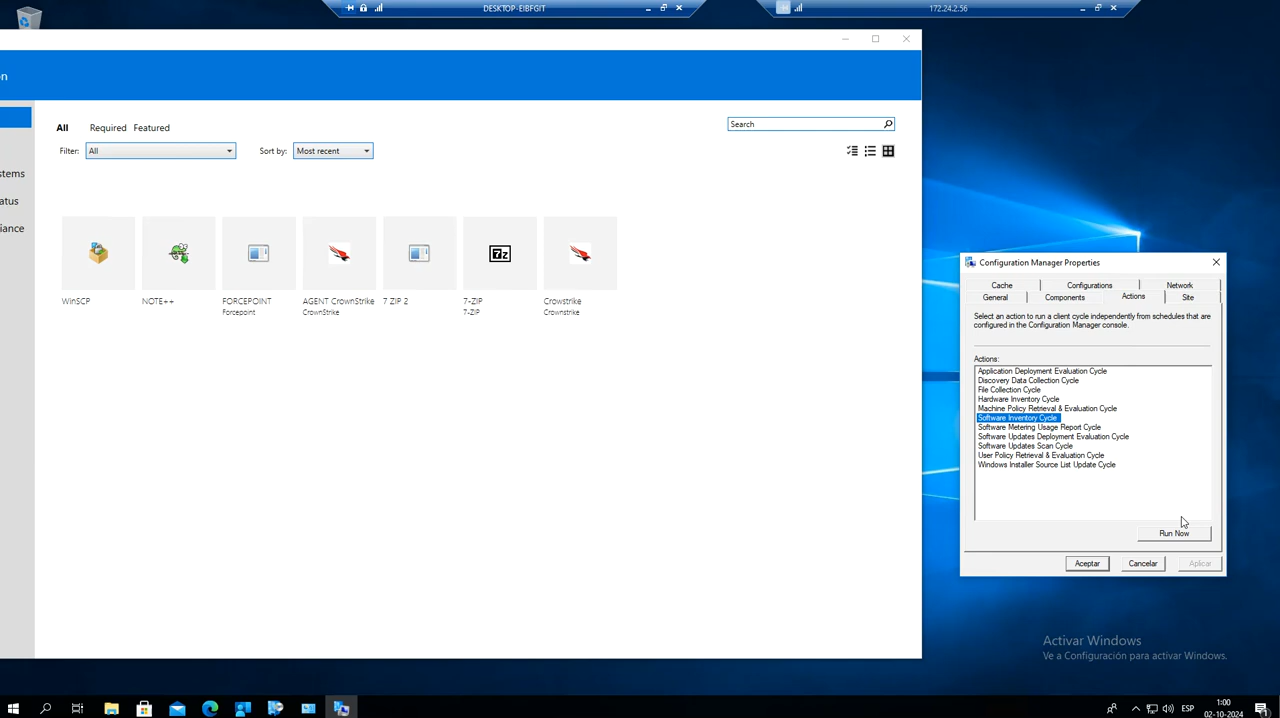 DESKTOP-EIBFGIT
172.24.2.56
on
All
Required
Featured
Search
Filter:
All
Sort by:
Most recent
stems
atus
iance
WinSCP
NOTE++
FORCEPOINT
Forcepoint
AGENT CrownStrike
CrownStrike
7 ZIP 2
7-ZIP
7-ZIP
Crowstrike
Crownstrike
7z
Configuration Manager Properties
Cache
Configurations
Network
General
Components
Actions
Site
Select an action to run a client cycle independently from schedules that are
configured in the Configuration Manager console.
Actions:
Application Deployment Evaluation Cycle
Discovery Data Collection Cycle
File Collection Cycle
Hardware Inventory Cycle
Machine Policy Retrieval & Evaluation Cycle
Software Inventory Cycle
Software Metering Usage Report Cycle
Software Updates Deployment Evaluation Cycle
Software Updates Scan Cycle
User Policy Retrieval & Evaluation Cycle
Windows Installer Source List Update Cycle
Run Now
Aceptar
Cancelar
Aplicar
Activar Windows
Ve a Configuración para activar Windows.
ESP
1:00
02-10-2024
1